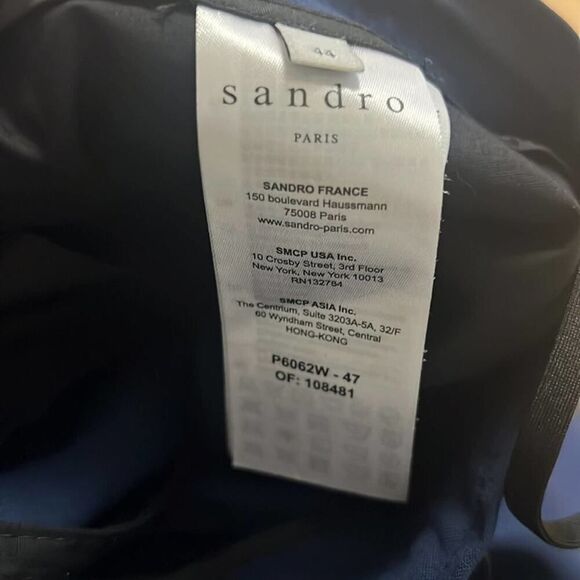 44
sandro
PARIS
SANDRO FRANCE
150 boulevard Haussmann
75008 Paris
www.sandro-paris.com
SMCP USA Inc.
10 Crosby Street, 3rd Floor
New York, New York 10013
RN132784
SMCP ASIA Inc.
The Centrium, Suite 3203A-5A, 32/F
60 Wyndham Street, Central
HONG-KONG
P6062W - 47
OF: 108481